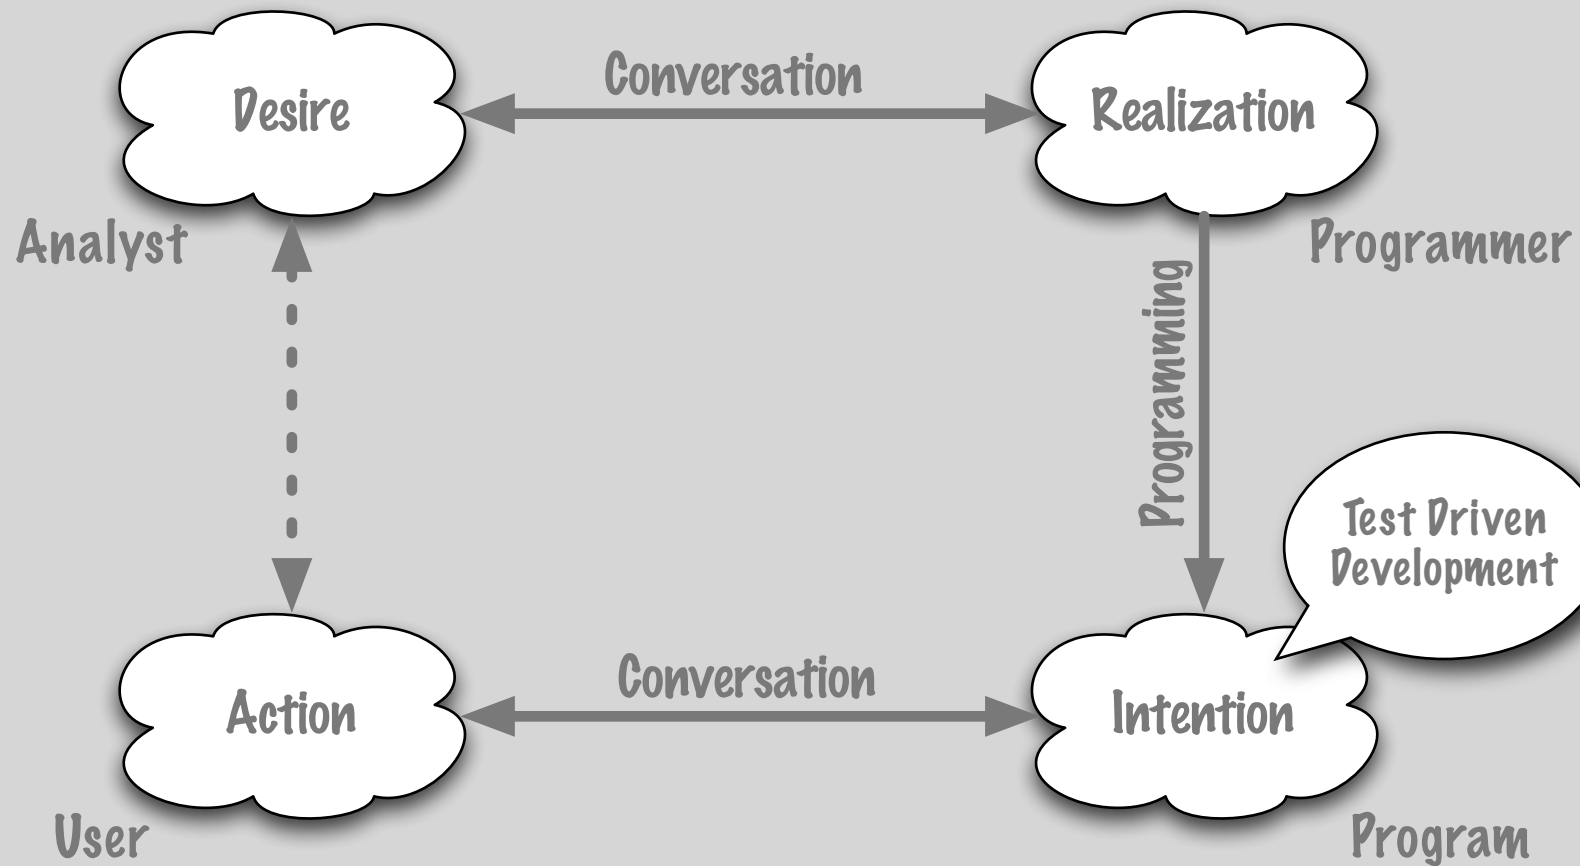 Conversation
Desire
Realization
Analyst
Programmer
Programming
Test Driven
Development
Conversation
Action
Intention
User
Program